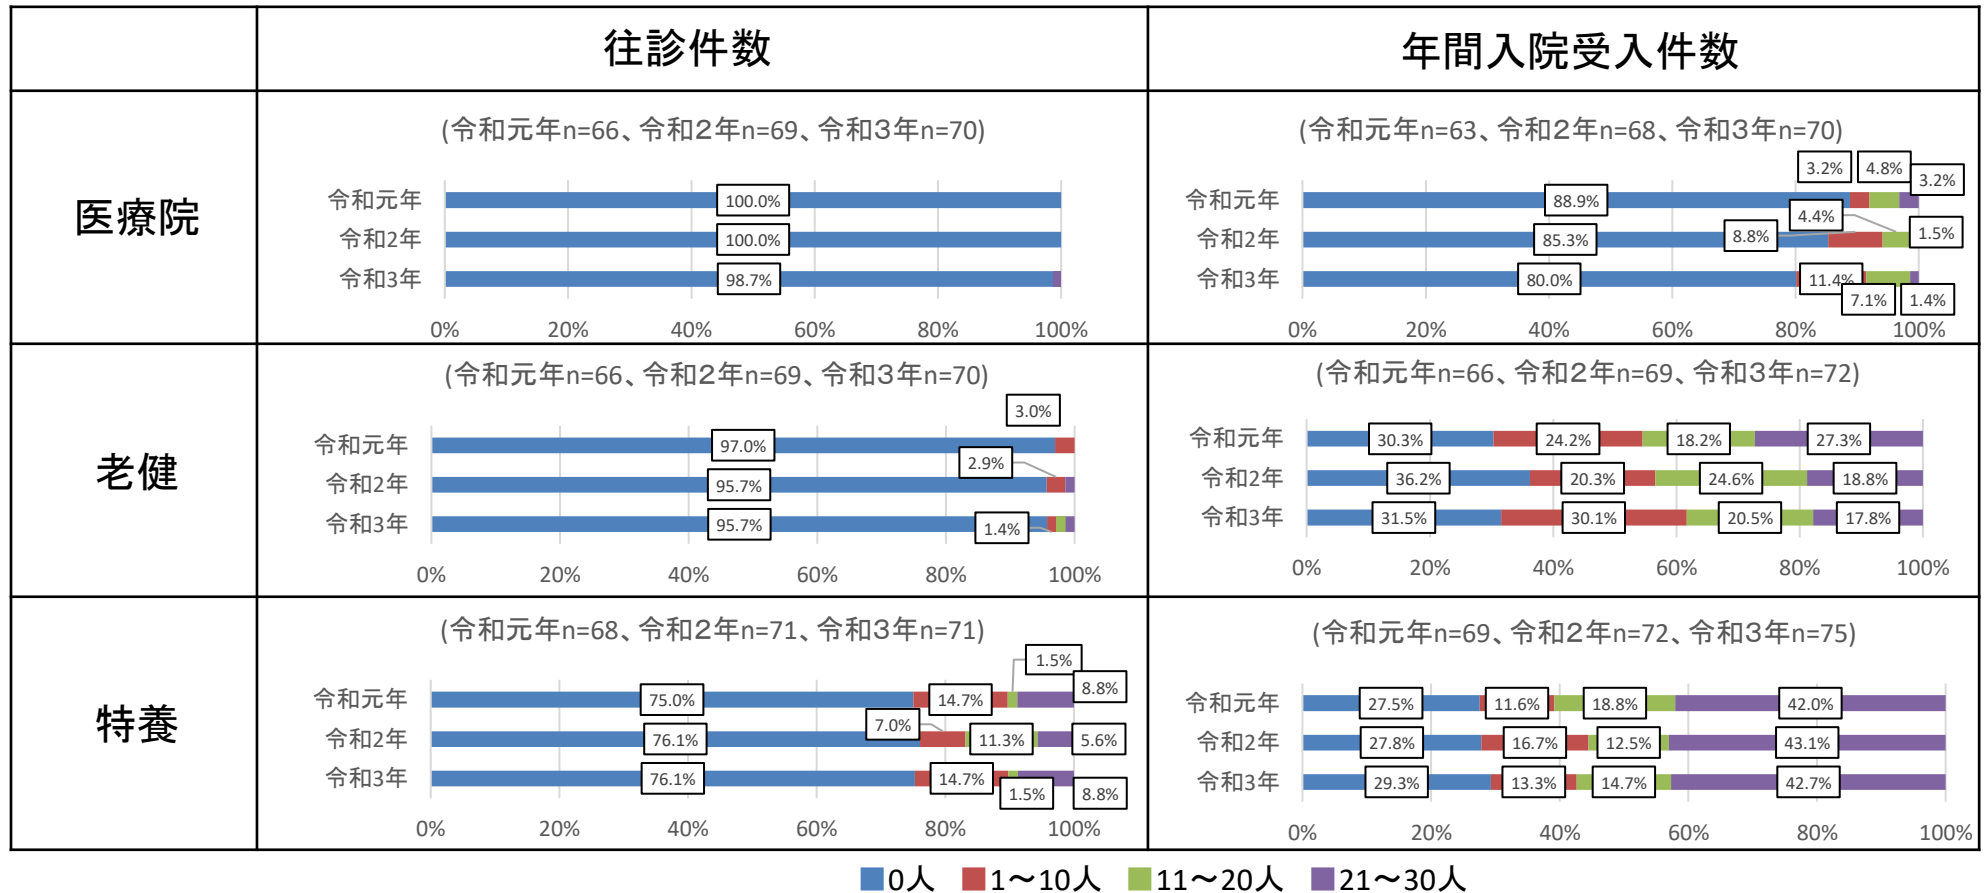 往診件数
年間入院受入件数
医療院
(令和元年n=66、令和２年n=69、令和３年n=70)
令和元年 100.0%
令和2年 100.0%
令和3年 98.7%
0% 20% 40% 60% 80% 100%
(令和元年n=63、令和２年n=68、令和３年n=70)
令和元年 88.9% 3.2% 4.8% 3.2%
令和2年 85.3% 8.8% 4.4% 1.5%
令和3年 80.0% 11.4% 7.1% 1.4%
0% 20% 40% 60% 80% 100%
老健
(令和元年n=66、令和２年n=69、令和３年n=70)
令和元年 97.0% 3.0%
令和2年 95.7% 2.9%
令和3年 95.7% 1.4%
0% 20% 40% 60% 80% 100%
(令和元年n=66、令和２年n=69、令和３年n=72)
令和元年 30.3% 24.2% 18.2% 27.3%
令和2年 36.2% 20.3% 24.6% 18.8%
令和3年 31.5% 30.1% 20.5% 17.8%
0% 20% 40% 60% 80% 100%
特養
(令和元年n=68、令和２年n=71、令和３年n=71)
令和元年 75.0% 14.7% 1.5% 8.8%
令和2年 76.1% 7.0% 11.3% 5.6%
令和3年 76.1% 14.7% 1.5% 8.8%
0% 20% 40% 60% 80% 100%
(令和元年n=69、令和２年n=72、令和３年n=75)
令和元年 27.5% 11.6% 18.8% 42.0%
令和2年 27.8% 16.7% 12.5% 43.1%
令和3年 29.3% 13.3% 14.7% 42.7%
0% 20% 40% 60% 80% 100%
0人 1～10人 11～20人 21～30人